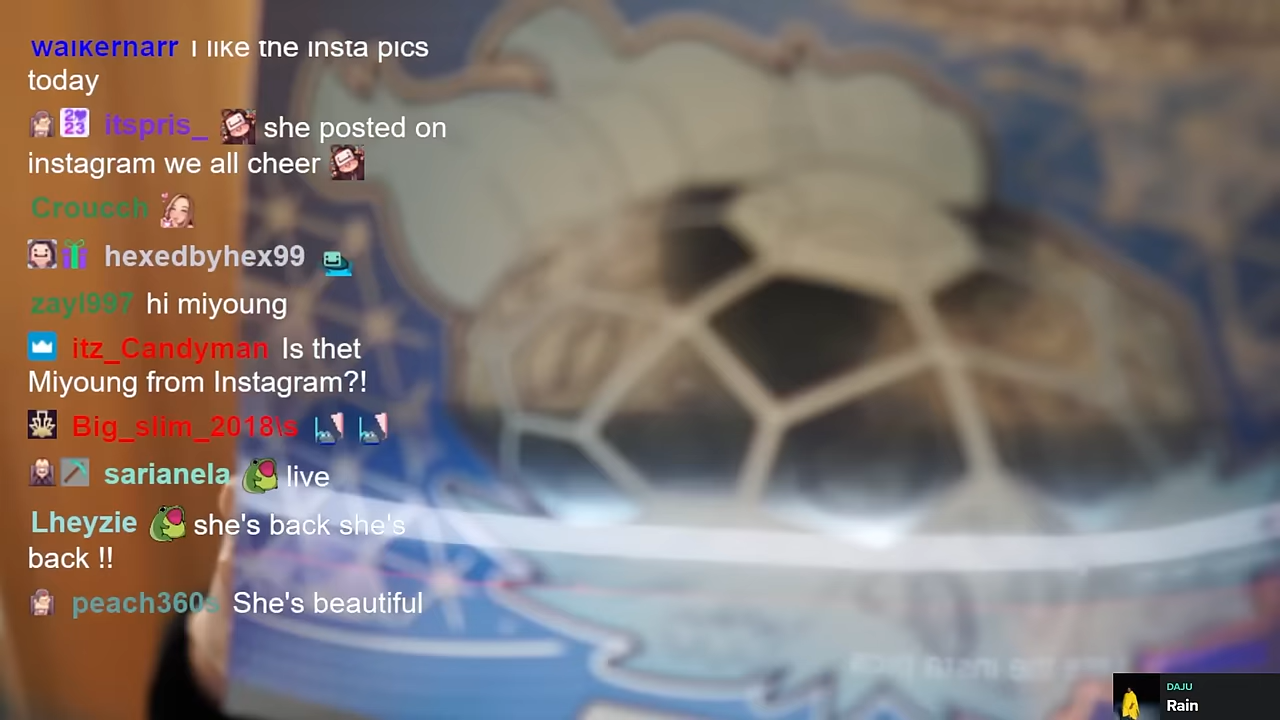 walkernarr I like the insta pics
today
itspris_ she posted on
instagram we all cheer
Croucch
hexedbyhex99
zayl997 hi miyoung
itz_Candyman Is thet
Miyoung from Instagram?!
Big_slim_2018\s
sarianela live
Lheyzie she's back she's
back !!
peach360s She's beautiful
DAJU
Rain